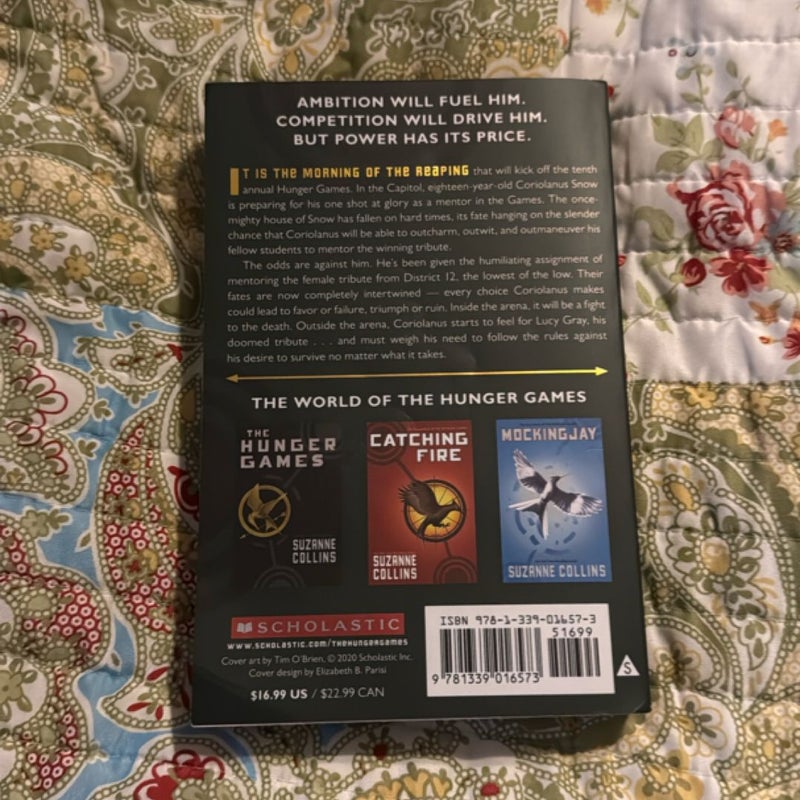 AMBITION WILL FUEL HIM.
COMPETITION WILL DRIVE HIM.
BUT POWER HAS ITS PRICE.
IT IS THE MORNING OF THE REAPING that will kick off the tenth
annual Hunger Games. In the Capitol, eighteen-year-old Coriolanus Snow
is preparing for his one shot at glory as a mentor in the Games. The once-
mighty house of Snow has fallen on hard times, its fate hanging on the slender
chance that Coriolanus will be able to outcharm, outwit, and outmaneuver his
fellow students to mentor the winning tribute.
The odds are against him. He's been given the humiliating assignment of
mentoring the female tribute from District 12, the lowest of the low. Their
fates are now completely intertwined — every choice Coriolanus makes
could lead to favor or failure, triumph or ruin. Inside the arena, it will be a fight
to the death. Outside the arena, Coriolanus starts to feel for Lucy Gray, his
doomed tribute . . . and must weigh his need to follow the rules against
his desire to survive no matter what it takes.
THE WORLD OF THE HUNGER GAMES
THE
HUNGER
GAMES
SUZANNE
COLLINS
CATCHING
FIRE
SUZANNE
COLLINS
MOCKINGJAY
SUZANNE COLLINS
SCHOLASTIC
WWW.SCHOLASTIC.COM/THEHUNGERGAMES
Cover art by Tim O'Brien, © 2020 Scholastic Inc.
Cover design by Elizabeth B. Parisi
$16.99 US / $22.99 CAN
ISBN 978-1-339-01657-3
51699
9 781339 016573
S